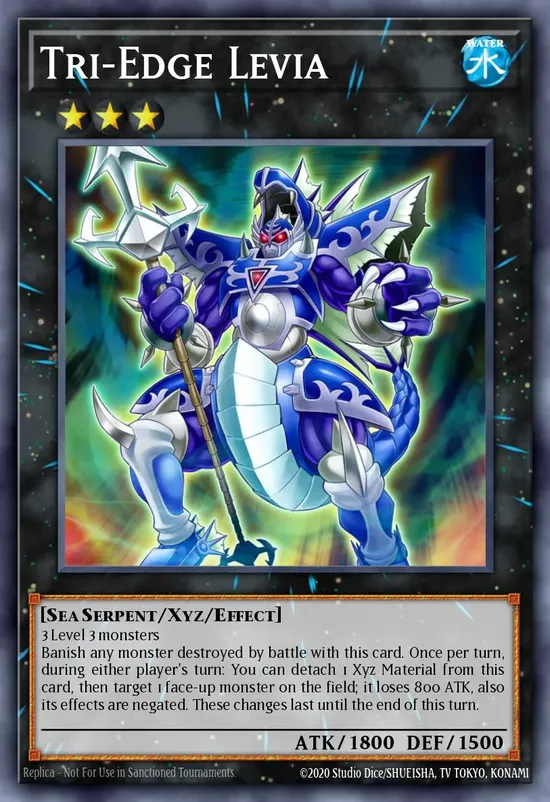 Tri-Edge Levia
WATER
水
[Sea Serpent/Xyz/Effect]
3 Level 3 monsters
Banish any monster destroyed by battle with this card. Once per turn,
during either player's turn: You can detach 1 Xyz Material from this
card, then target 1 face-up monster on the field; it loses 800 ATK, also
its effects are negated. These changes last until the end of this turn.
ATK/1800 DEF/1500
Replica - Not For Use in Sanctioned Tournaments
©2020 Studio Dice/SHUEISHA, TV TOKYO, KONAMI